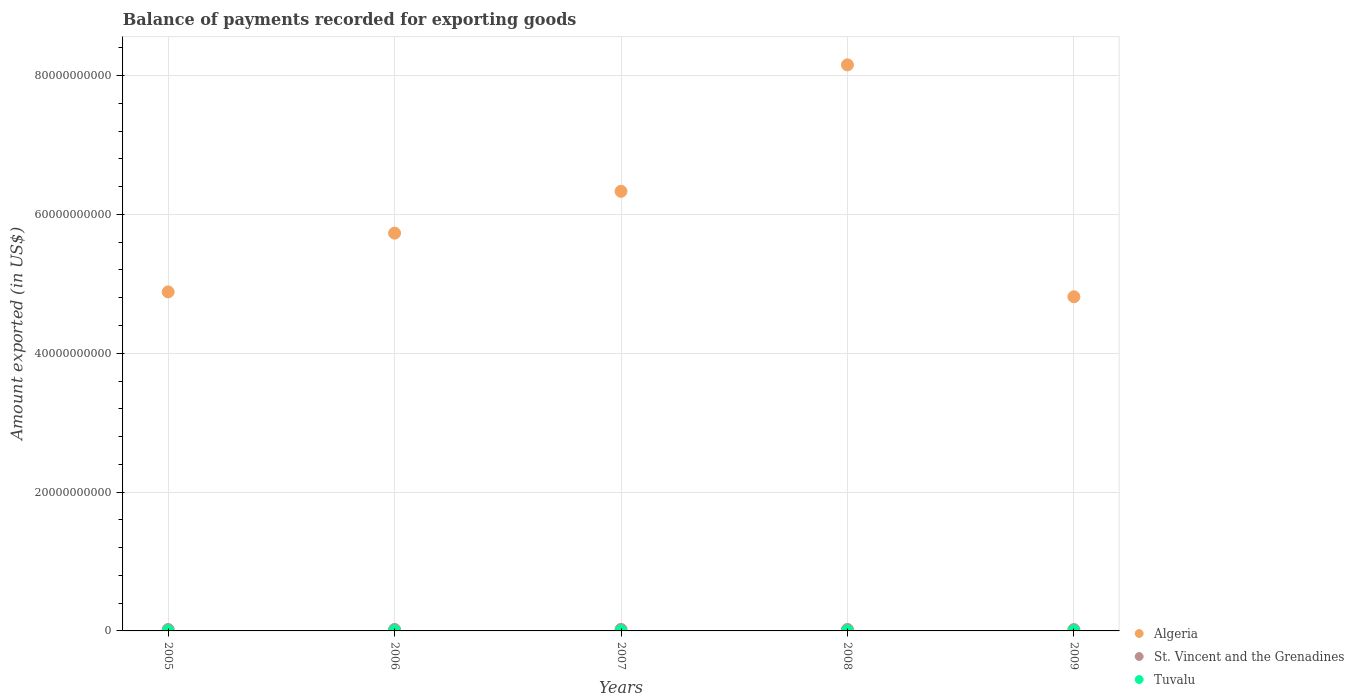 Balance of payments recorded for exporting goods
Amount exported (in US$)
80000000000
60000000000
40000000000
20000000000
0
2005
2006
2007
2008
2009
Years
Algeria
St. Vincent and the Grenadines
Tuvalu